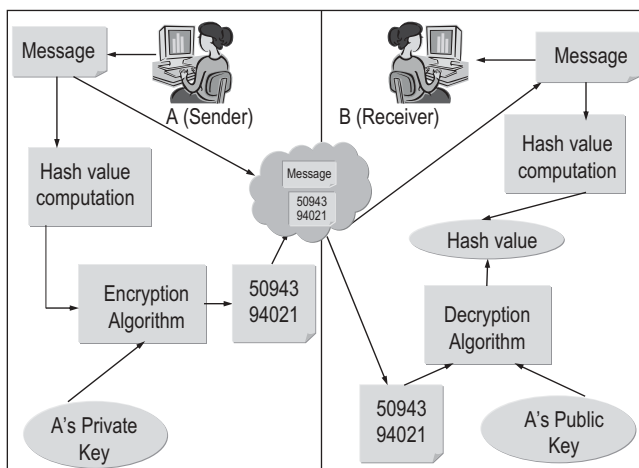 Message
A (Sender)
Hash value
computation
Encryption
Algorithm
50943
94021
A's Private
Key
Message
50943
94021
B (Receiver)
Message
Hash value
computation
Hash value
Decryption
Algorithm
50943
94021
A's Public
Key